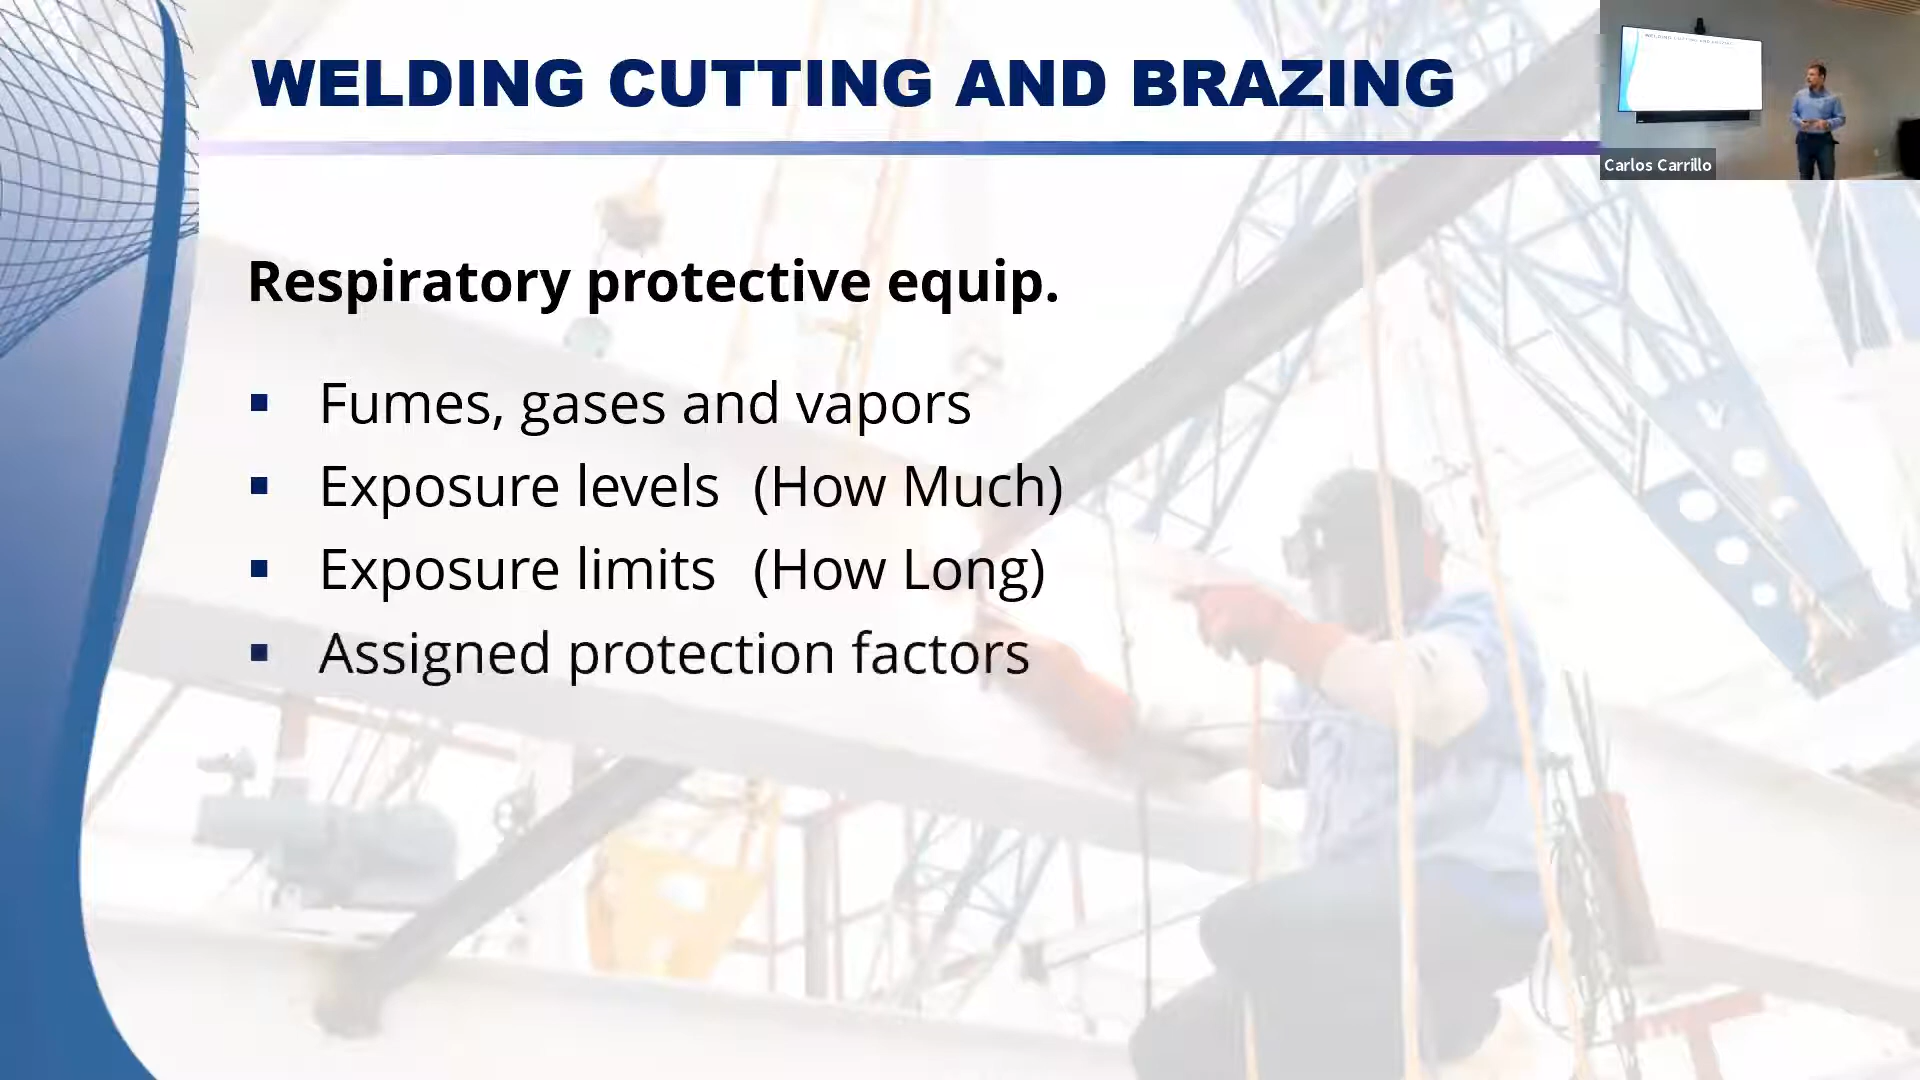 WELDING CUTTING AND BRAZING
Carlos Carrillo
Respiratory protective equip.
▪ Fumes, gases and vapors
▪ Exposure levels (How Much)
▪ Exposure limits (How Long)
▪ Assigned protection factors